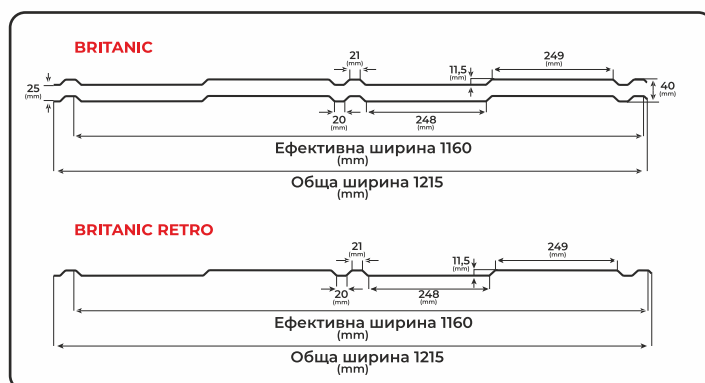 BRITANIC
21
(mm)
11,5
(mm)
249
(mm)
25
(mm)
40
(mm)
20
(mm)
248
(mm)
Ефективна ширина 1160
(mm)
Обща ширина 1215
(mm)
BRITANIC RETRO
21
(mm)
11,5
(mm)
249
(mm)
20
(mm)
248
(mm)
Ефективна ширина 1160
(mm)
Обща ширина 1215
(mm)